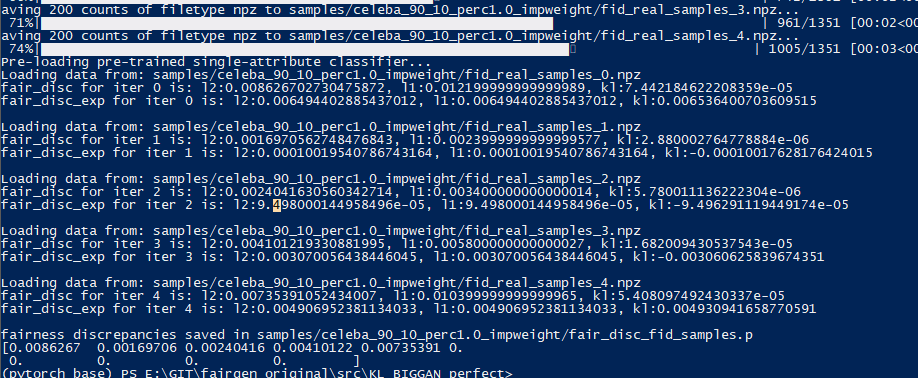 aving 200 counts of filetype npz to samples/celeba_90_10_perc1.0_impweight/fid_real_samples_3.npz...
71%| | 961/1351 [00:02<00
aving 200 counts of filetype npz to samples/celeba_90_10_perc1.0_impweight/fid_real_samples_4.npz...
74%| | 1005/1351 [00:03<00
Pre-loading pre-trained single-attribute classifier...
Loading data from: samples/celeba_90_10_perc1.0_impweight/fid_real_samples_0.npz
fair_disc for iter 0 is: l2:0.008626702730475872, l1:0.012199999999999989, kl:7.442184622208359e-05
fair_disc_exp for iter 0 is: l2:0.006494402885437012, l1:0.006494402885437012, kl:0.006536400703609515
Loading data from: samples/celeba_90_10_perc1.0_impweight/fid_real_samples_1.npz
fair_disc for iter 1 is: l2:0.0016970562748476843, l1:0.0023999999999999577, kl:2.880002764778884e-06
fair_disc_exp for iter 1 is: l2:0.00010019540786743164, l1:0.00010019540786743164, kl:-0.00010017628176424015
Loading data from: samples/celeba_90_10_perc1.0_impweight/fid_real_samples_2.npz
fair_disc for iter 2 is: l2:0.0024041630560342714, l1:0.003400000000000014, kl:5.780011136222304e-06
fair_disc_exp for iter 2 is: l2:9.498000144958496e-05, l1:9.498000144958496e-05, kl:-9.496291119449174e-05
Loading data from: samples/celeba_90_10_perc1.0_impweight/fid_real_samples_3.npz
fair_disc for iter 3 is: l2:0.004101219330881995, l1:0.005800000000000027, kl:1.682009430537543e-05
fair_disc_exp for iter 3 is: l2:0.003070056438446045, l1:0.003070056438446045, kl:-0.003060625839674351
Loading data from: samples/celeba_90_10_perc1.0_impweight/fid_real_samples_4.npz
fair_disc for iter 4 is: l2:0.00735391052434007, l1:0.010399999999999965, kl:5.408097492430337e-05
fair_disc_exp for iter 4 is: l2:0.004906952381134033, l1:0.004906952381134033, kl:0.004930941658770591
fairness discrepancies saved in samples/celeba_90_10_perc1.0_impweight/fair_disc_fid_samples.p
[0.0086267 0.00169706 0.00240416 0.00410122 0.00735391 0.
0. 0. 0. 0. ]
(pytorch_base) PS E:\GIT\fairgen_original\src\KL_BIGGAN_perfect>